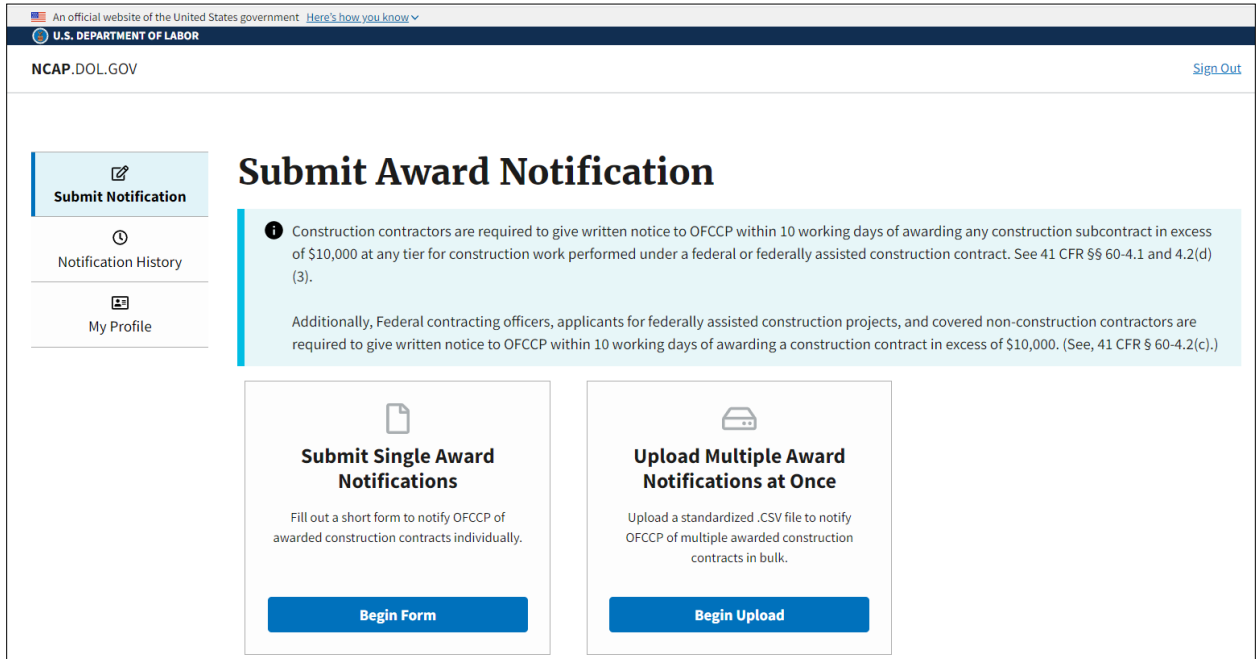 An official website of the United States government Here's how you know
U.S. DEPARTMENT OF LABOR
NCAP.DOL.GOV
Sign Out
Submit Notification
Notification History
My Profile
Submit Award Notification
Construction contractors are required to give written notice to OFCCP within 10 working days of awarding any construction subcontract in excess
of $10,000 at any tier for construction work performed under a federal or federally assisted construction contract. See 41 CFR §§ 60-4.1 and 4.2(d)
(3).
Additionally, Federal contracting officers, applicants for federally assisted construction projects, and covered non-construction contractors are
required to give written notice to OFCCP within 10 working days of awarding a construction contract in excess of $10,000. (See, 41 CFR § 60-4.2(c).)
Submit Single Award
Notifications
Fill out a short form to notify OFCCP of
awarded construction contracts individually.
Begin Form
Upload Multiple Award
Notifications at Once
Upload a standardized .CSV file to notify
OFCCP of multiple awarded construction
contracts in bulk.
Begin Upload